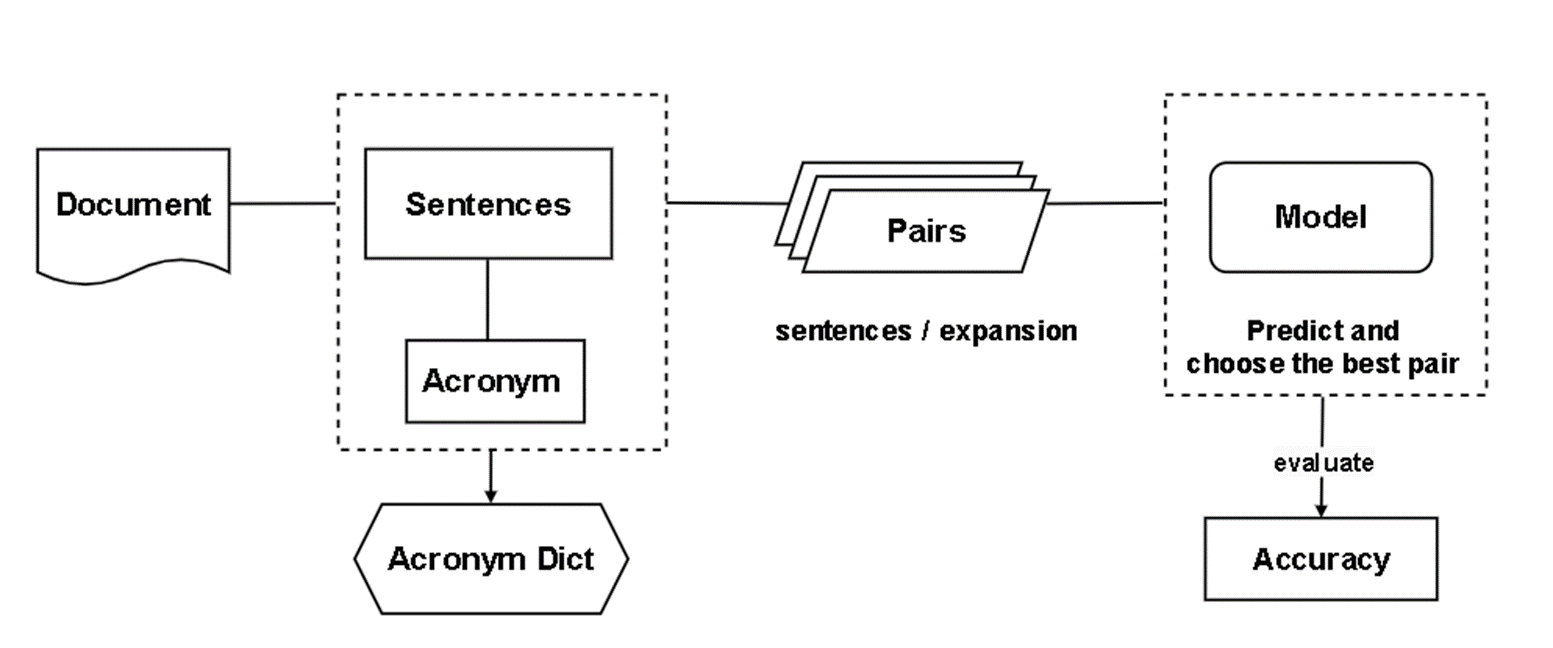 Document
Sentences
Acronym
Acronym Dict
Pairs
sentences / expansion
Model
Predict and
choose the best pair
evaluate
Accuracy